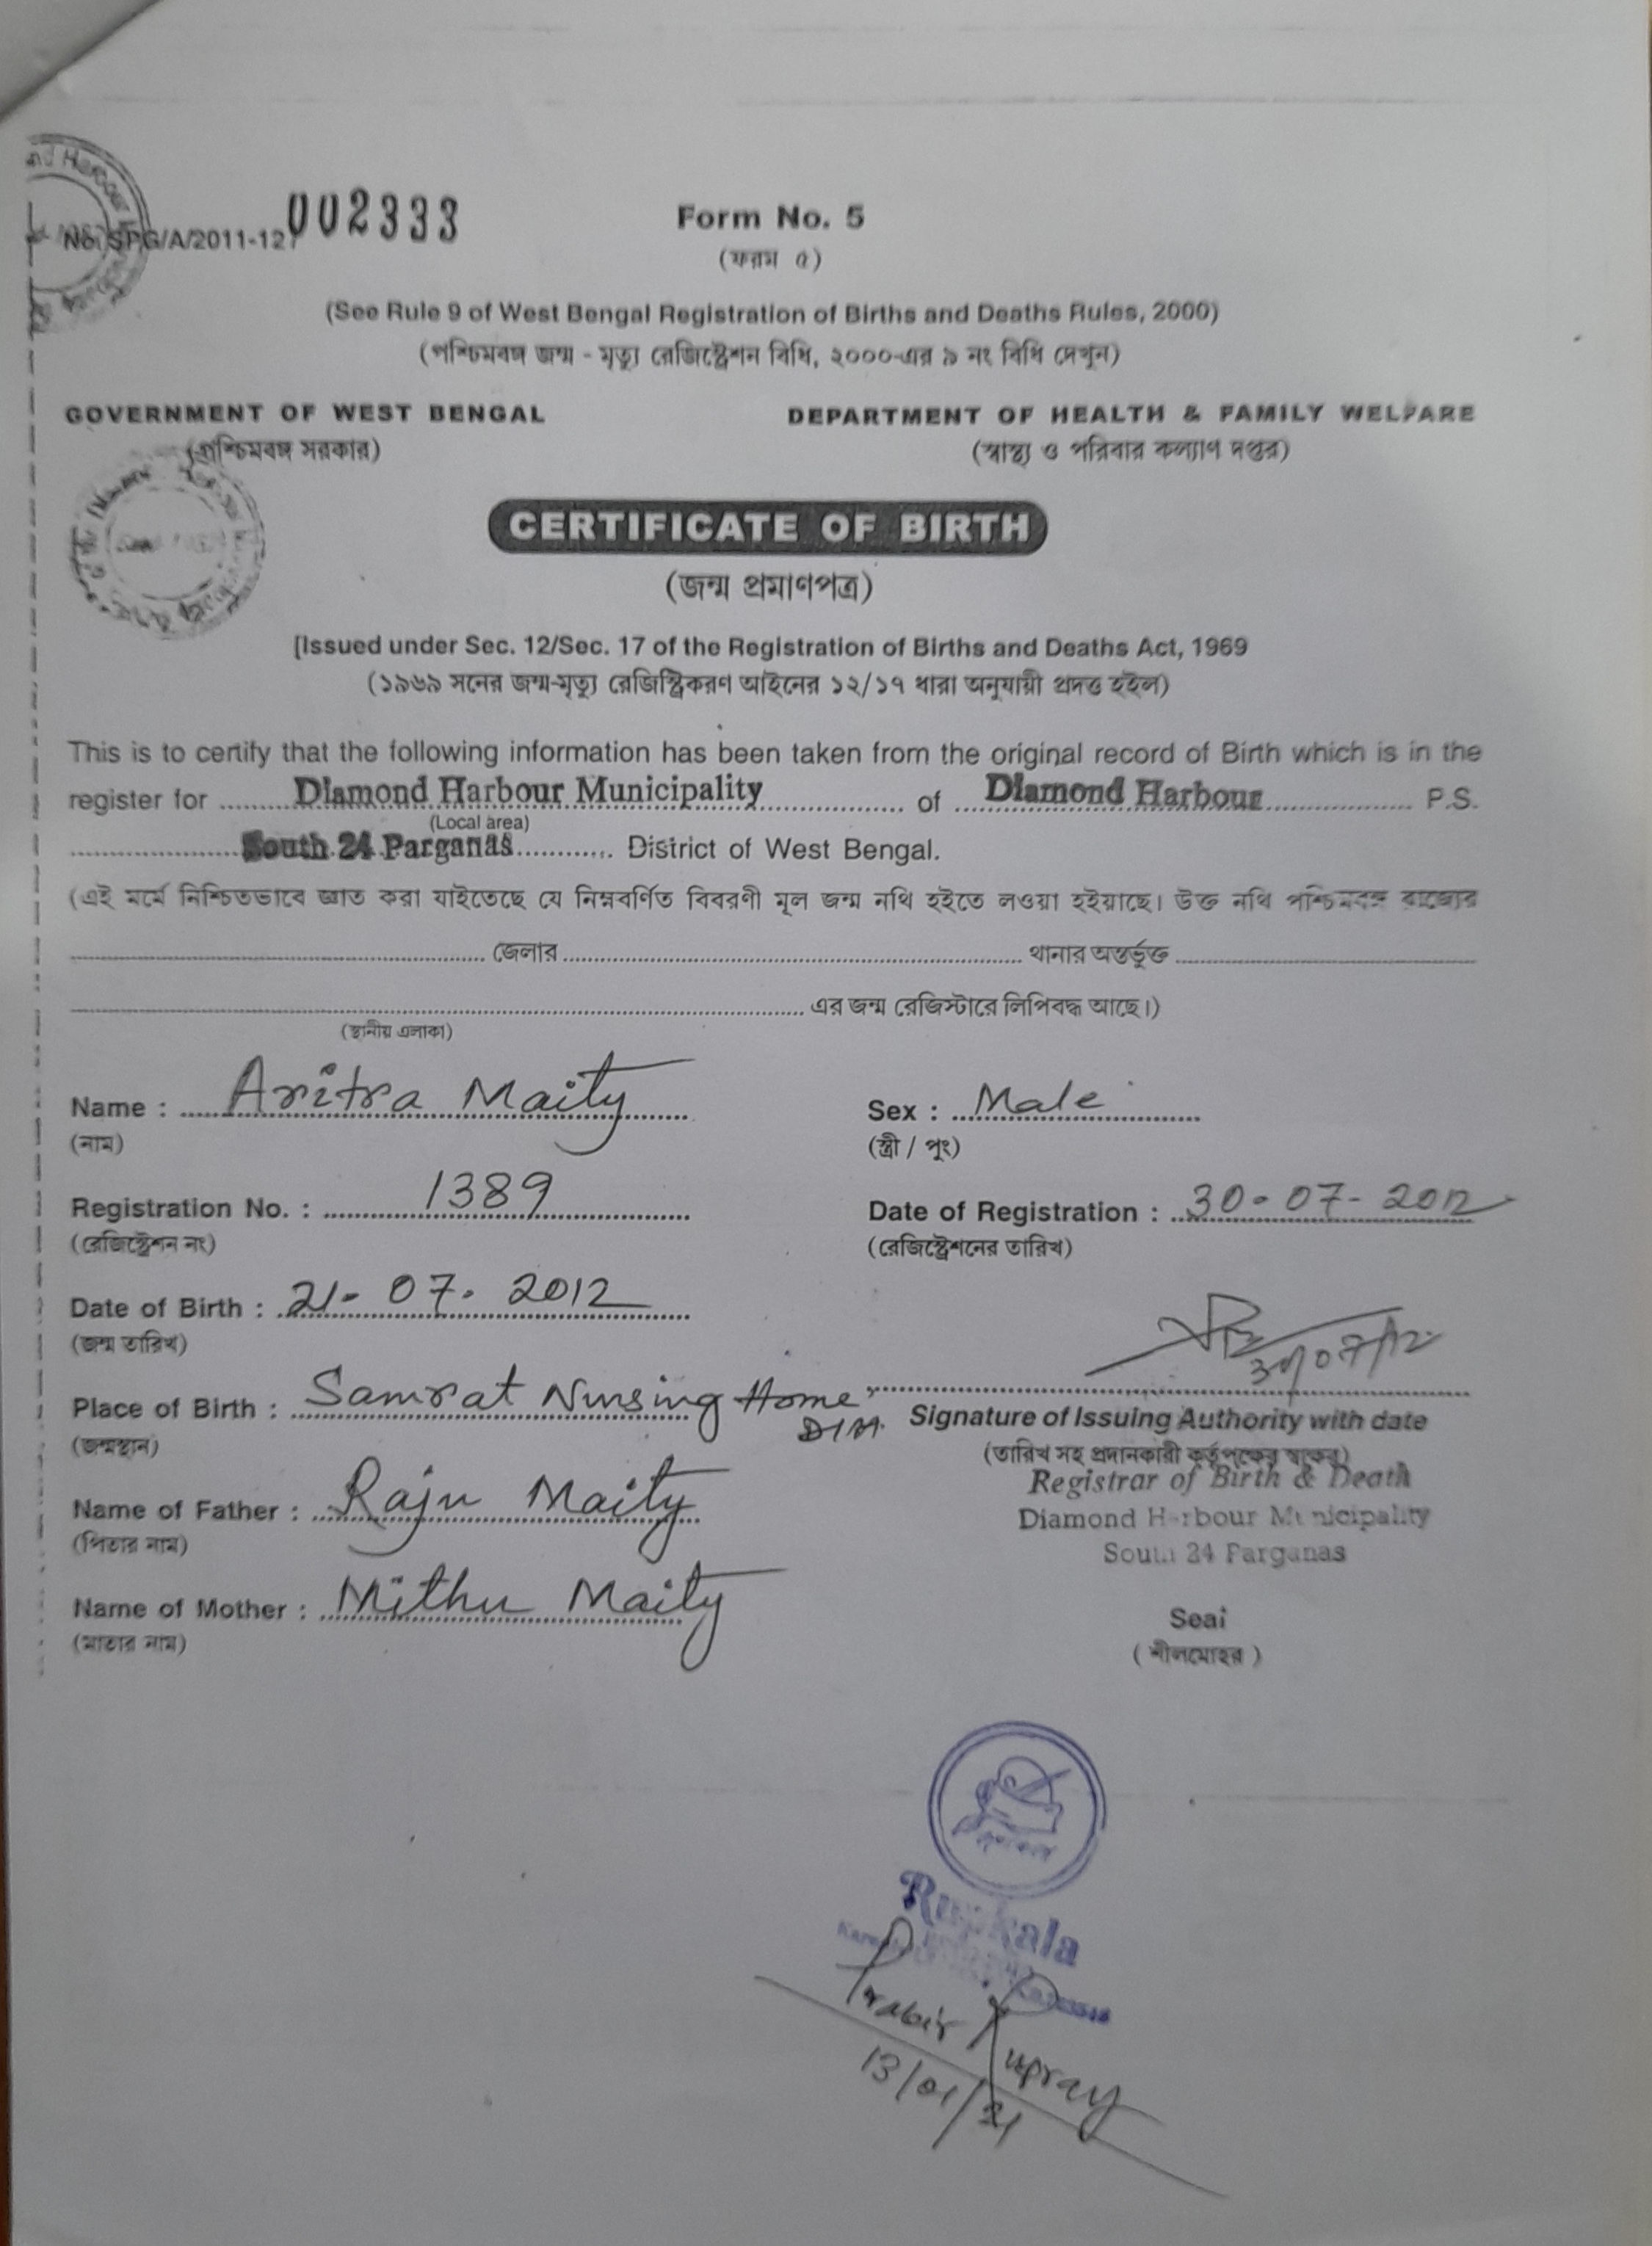 No. SPG/A/2011-12/ 002333
Form No. 5
(ফরম ৫)
(See Rule 9 of West Bengal Registration of Births and Deaths Rules, 2000)
(পশ্চিমবঙ্গ জন্ম - মৃত্যু রেজিস্ট্রেশন বিধি, ২০০০-এর ৯ নং বিধি দেখুন)
GOVERNMENT OF WEST BENGAL DEPARTMENT OF HEALTH & FAMILY WELFARE
(পশ্চিমবঙ্গ সরকার) (স্বাস্থ্য ও পরিবার কল্যাণ দপ্তর)
CERTIFICATE OF BIRTH
(জন্ম প্রমাণপত্র)
[Issued under Sec. 12/Sec. 17 of the Registration of Births and Deaths Act, 1969
(১৯৬৯ সনের জন্ম-মৃত্যু রেজিস্ট্রিকরণ আইনের ১২/১৭ ধারা অনুযায়ী প্রদত্ত হইল)
This is to certify that the following information has been taken from the original record of Birth which is in the
register for Diamond Harbour Municipality of Diamond Harbour P.S.
(Local area)
South 24 Parganas District of West Bengal.
(এই মর্মে নিশ্চিতভাবে জ্ঞাত করা যাইতেছে যে নিম্নবর্ণিত বিবরণী মূল জন্ম নথি হইতে লওয়া হইয়াছে। উক্ত নথি পশ্চিমবঙ্গ রাজ্যের
জেলার থানার অন্তর্ভুক্ত
এর জন্ম রেজিস্টারে লিপিবদ্ধ আছে।)
(স্থানীয় এলাকা)
Name : Aritra Maity Sex : Male
(নাম) (স্ত্রী / পুং)
Registration No. : 1389 Date of Registration : 30-07-2012
(রেজিস্ট্রেশন নং) (রেজিস্ট্রেশনের তারিখ)
Date of Birth : 21-07-2012
(জন্ম তারিখ)
30/07/12
Place of Birth : Samrat Nursing Home,
Signature of Issuing Authority with date
(জন্মস্থান) (তারিখ সহ প্রদানকারী কর্তৃপক্ষের স্বাক্ষর)
Registrar of Birth & Death
Name of Father : Raju Maity Diamond Harbour Municipality
(পিতার নাম) South 24 Parganas
Name of Mother : Mithu Maity
Seal
(মাতার নাম) (শীলমোহর)
Rupkala
Prabir Kupray
13/01/21